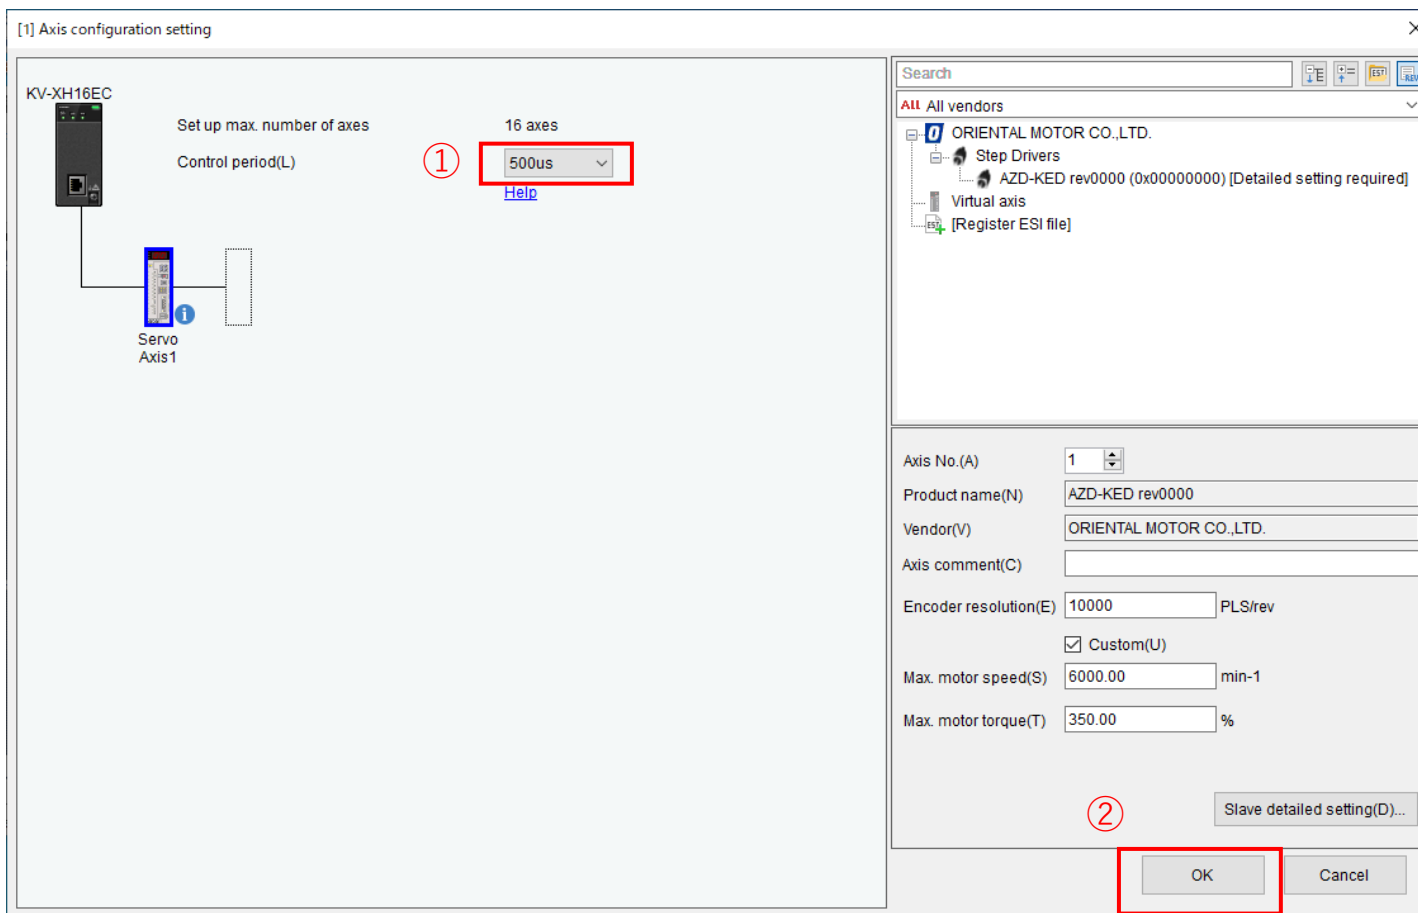 [1] Axis configuration setting
KV-XH16EC
Set up max. number of axes 16 axes
① Control period(L) 500us
Help
Servo
Axis1
Search
ALL All vendors
ORIENTAL MOTOR CO.,LTD.
Step Drivers
AZD-KED rev0000 (0x00000000) [Detailed setting required]
Virtual axis
[Register ESI file]
Axis No.(A) 1
Product name(N) AZD-KED rev0000
Vendor(V) ORIENTAL MOTOR CO.,LTD.
Axis comment(C)
Encoder resolution(E) 10000 PLS/rev
Custom(U)
Max. motor speed(S) 6000.00 min-1
Max. motor torque(T) 350.00 %
Slave detailed setting(D)...
②
OK Cancel